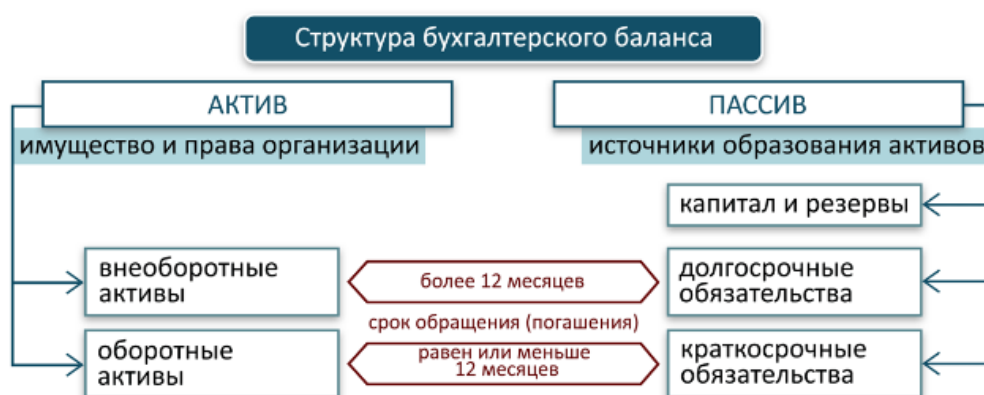 Структура бухгалтерского баланса
АКТИВ
ПАССИВ
имущество и права организации
источники образования активов
капитал и резервы
внеоборотные
активы
более 12 месяцев
долгосрочные
обязательства
срок обращения (погашения)
оборотные
активы
равен или меньше
12 месяцев
краткосрочные
обязательства